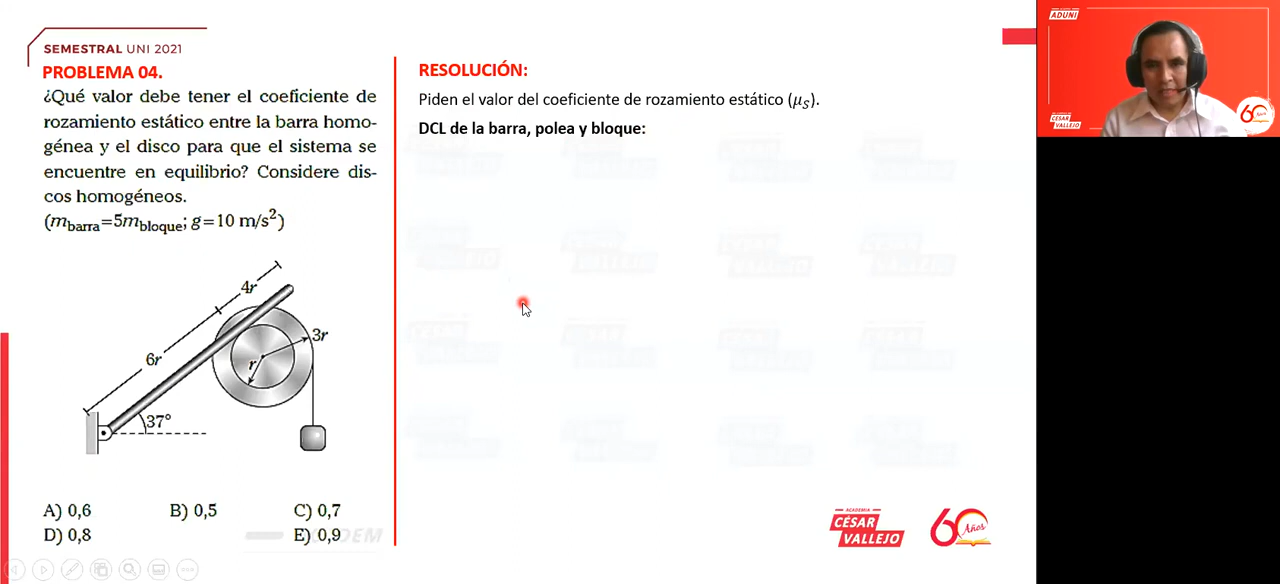 SEMESTRAL UNI 2021
PROBLEMA 04.
¿Qué valor debe tener el coeficiente de
rozamiento estático entre la barra homo-
génea y el disco para que el sistema se
encuentre en equilibrio? Considere dis-
cos homogéneos.
(m_barra=5m_bloque; g=10 m/s²)
4r
6r
3r
r
37°
A) 0,6
B) 0,5
C) 0,7
D) 0,8
E) 0,9
RESOLUCIÓN:
Piden el valor del coeficiente de rozamiento estático (μ_S).
DCL de la barra, polea y bloque:
ACADEMIA
CÉSAR
VALLEJO
60
Años
ADUNI
CÉSAR
VALLEJO
60